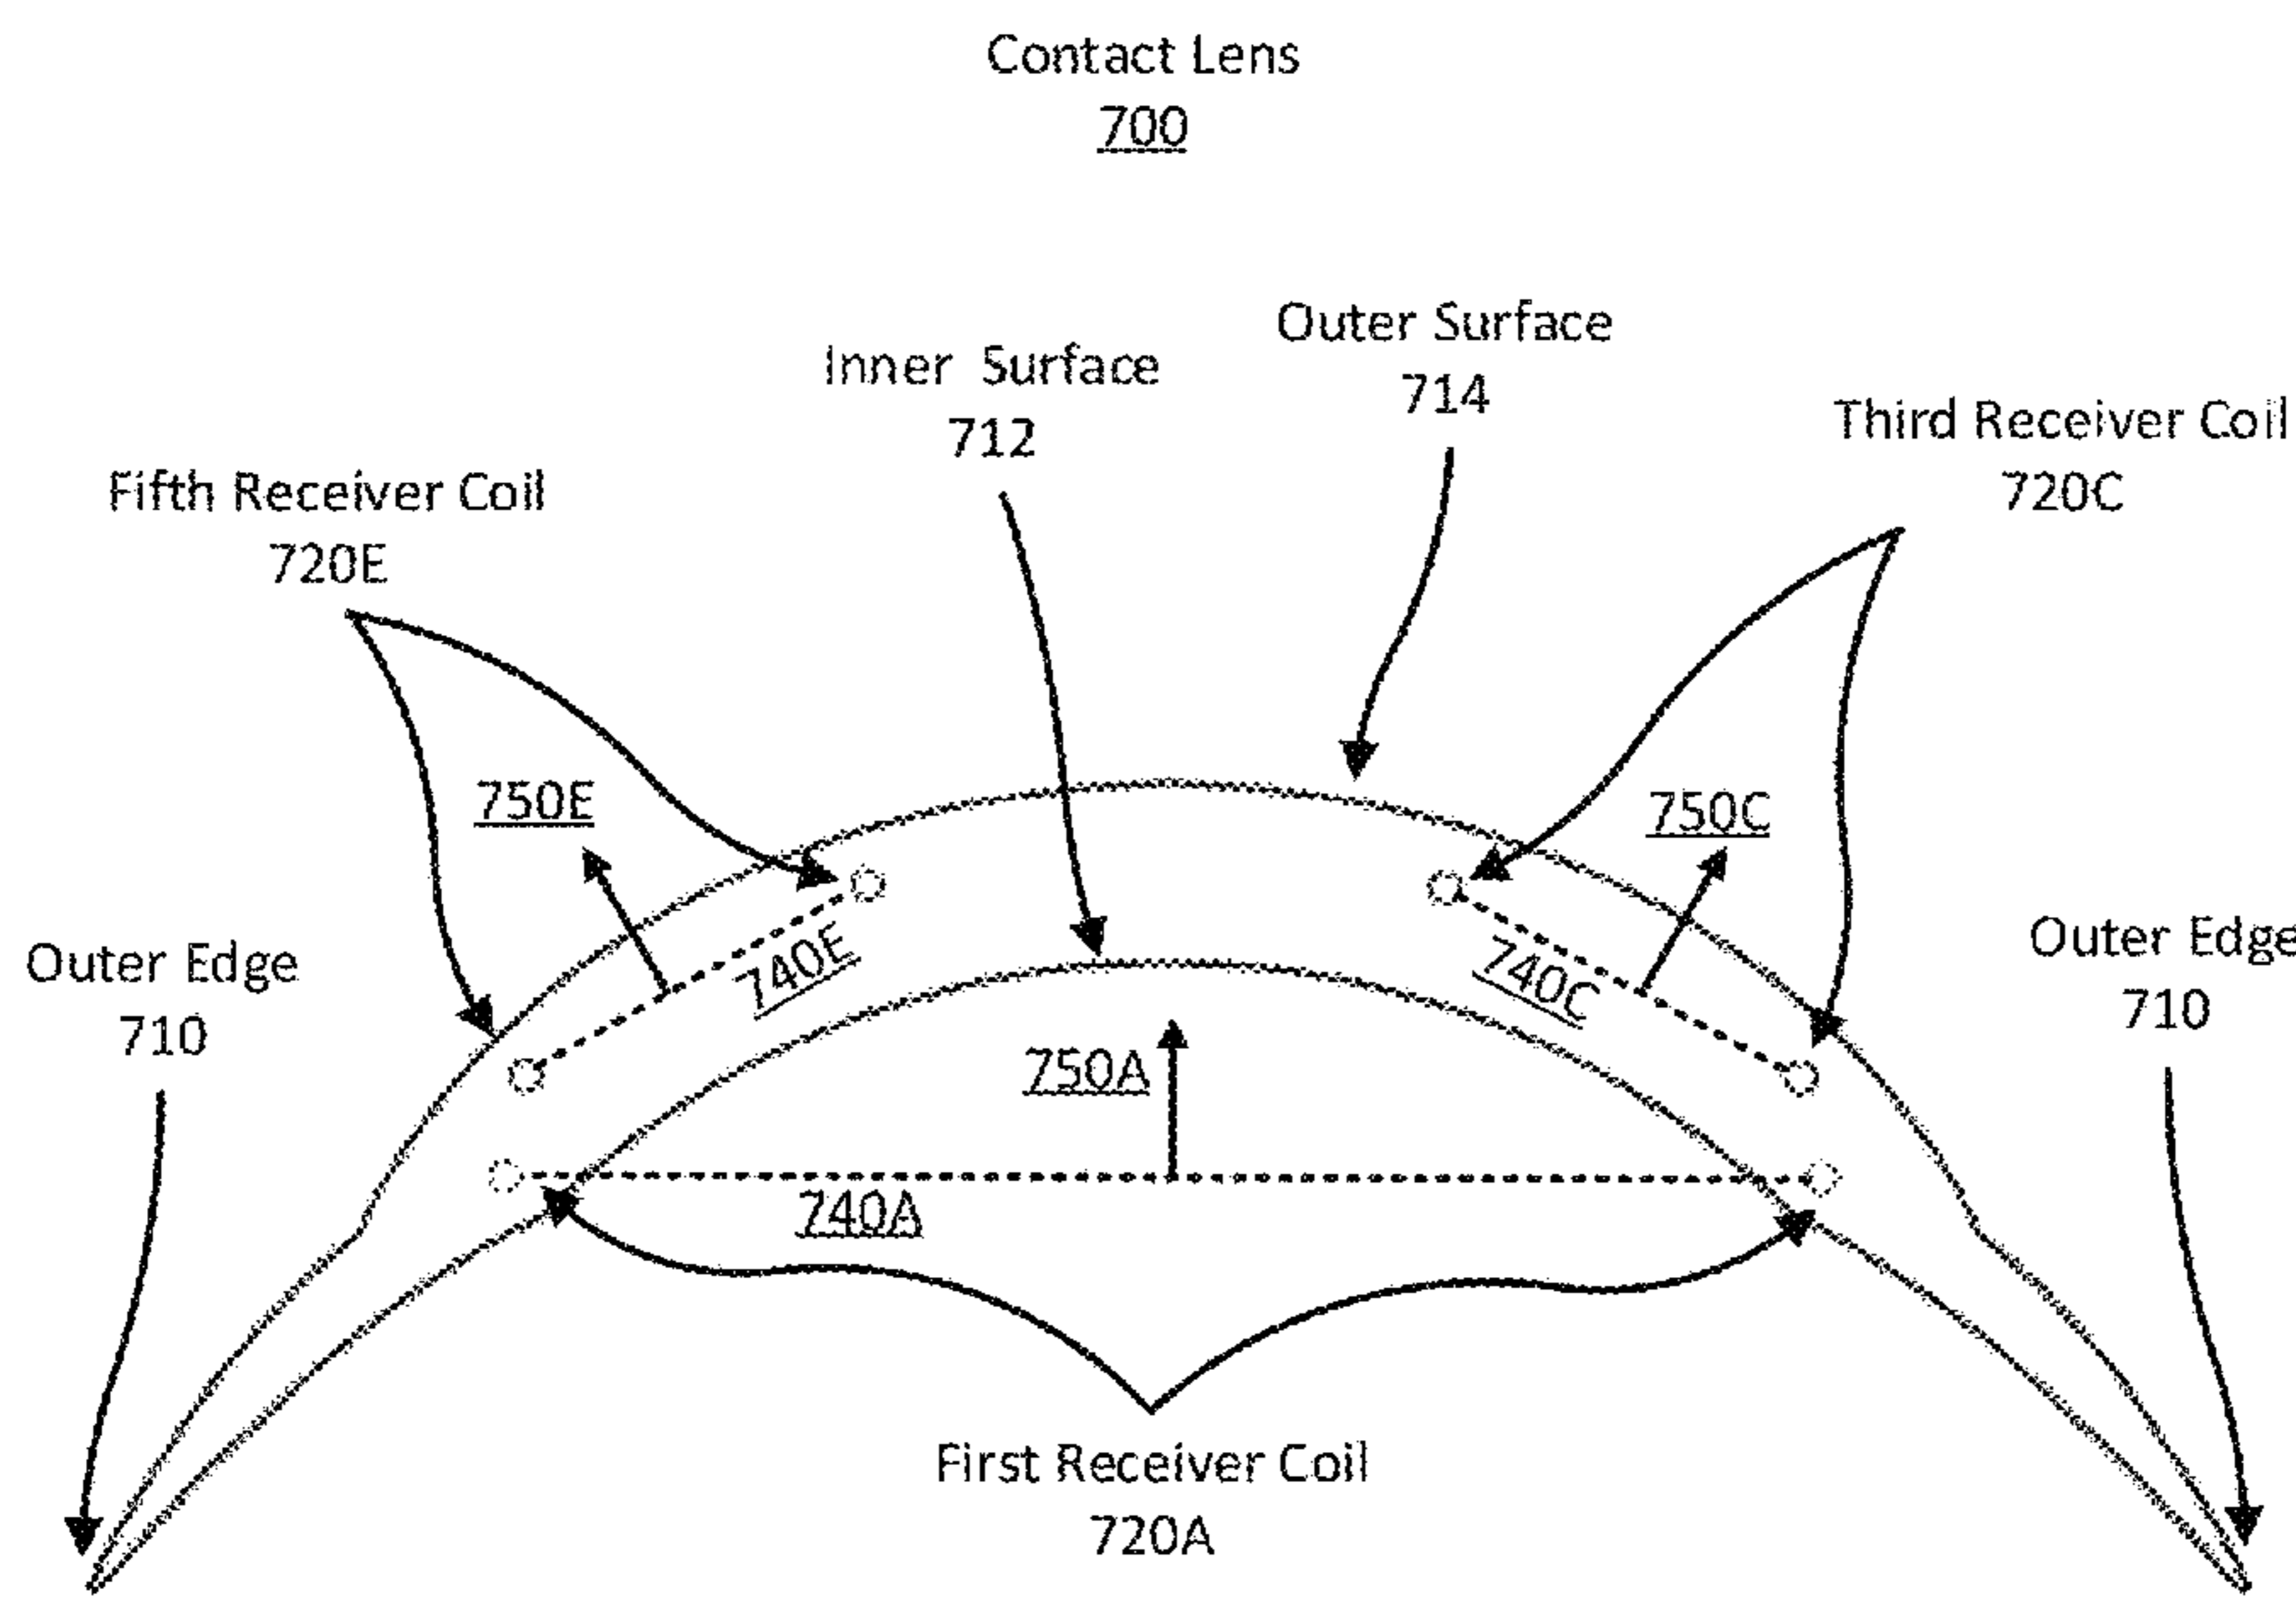 Contact Lens
700
Outer Surface
714
Inner Surface
712
Third Receiver Coil
720C
Fifth Receiver Coil
720E
750E
750C
Outer Edge
710
Outer Edge
710
740E
740C
750A
740A
First Receiver Coil
720A